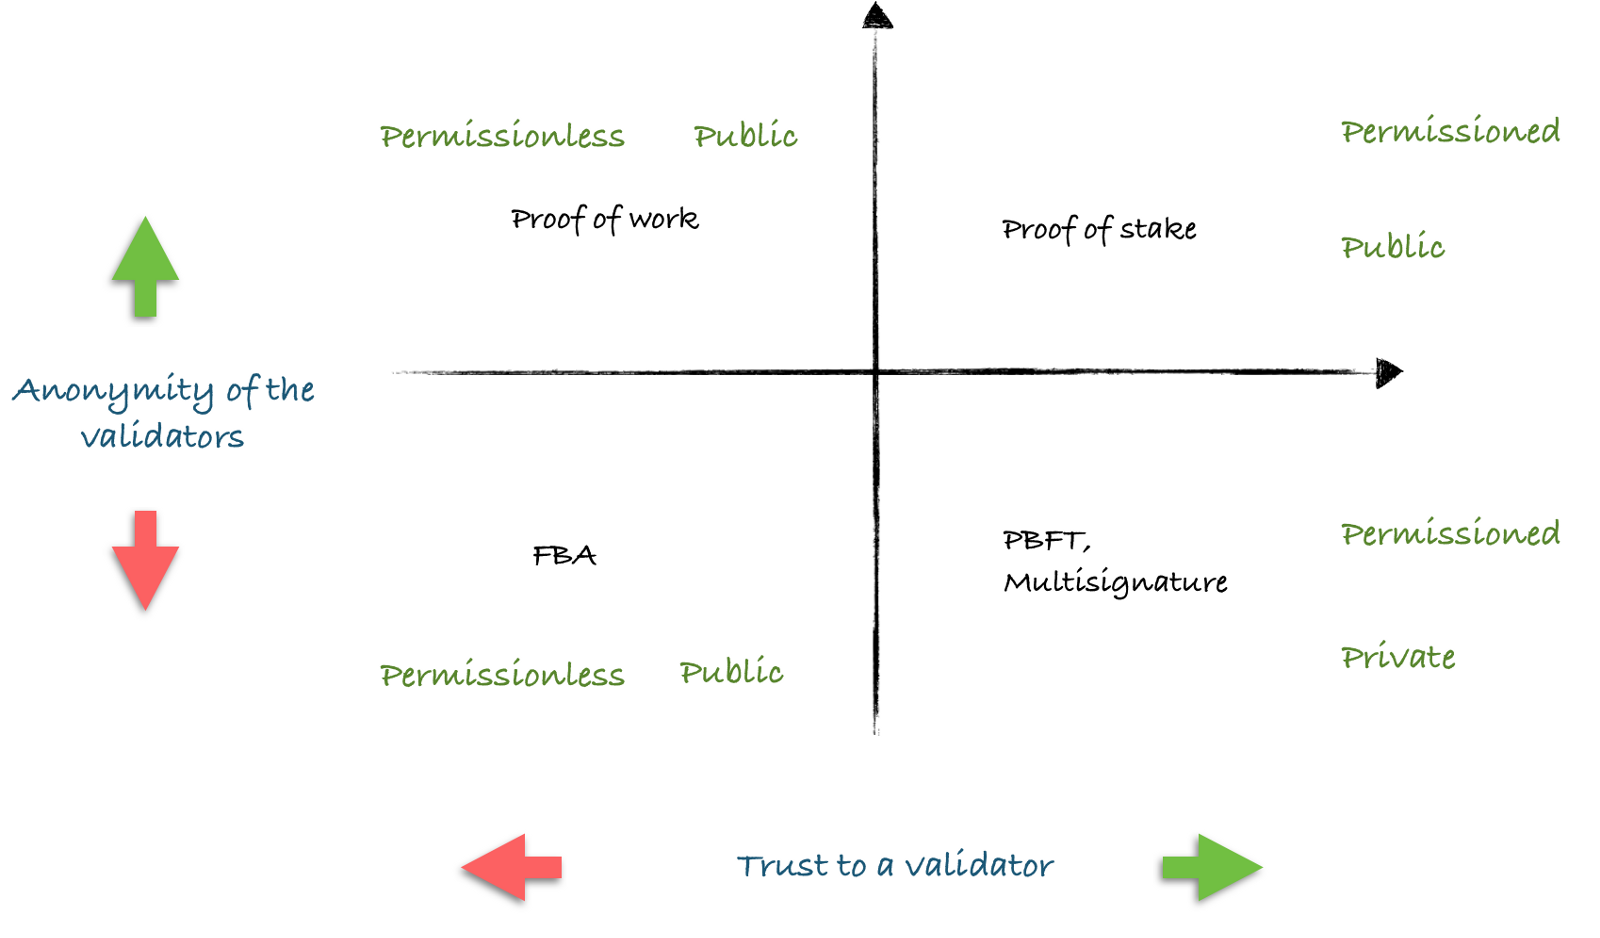 Permissionless Public
Permissioned
Proof of work
Proof of stake
Public
Anonymity of the
validators
FBA
PBFT,
Multisignature
Permissioned
Permissionless Public
Private
Trust to a validator